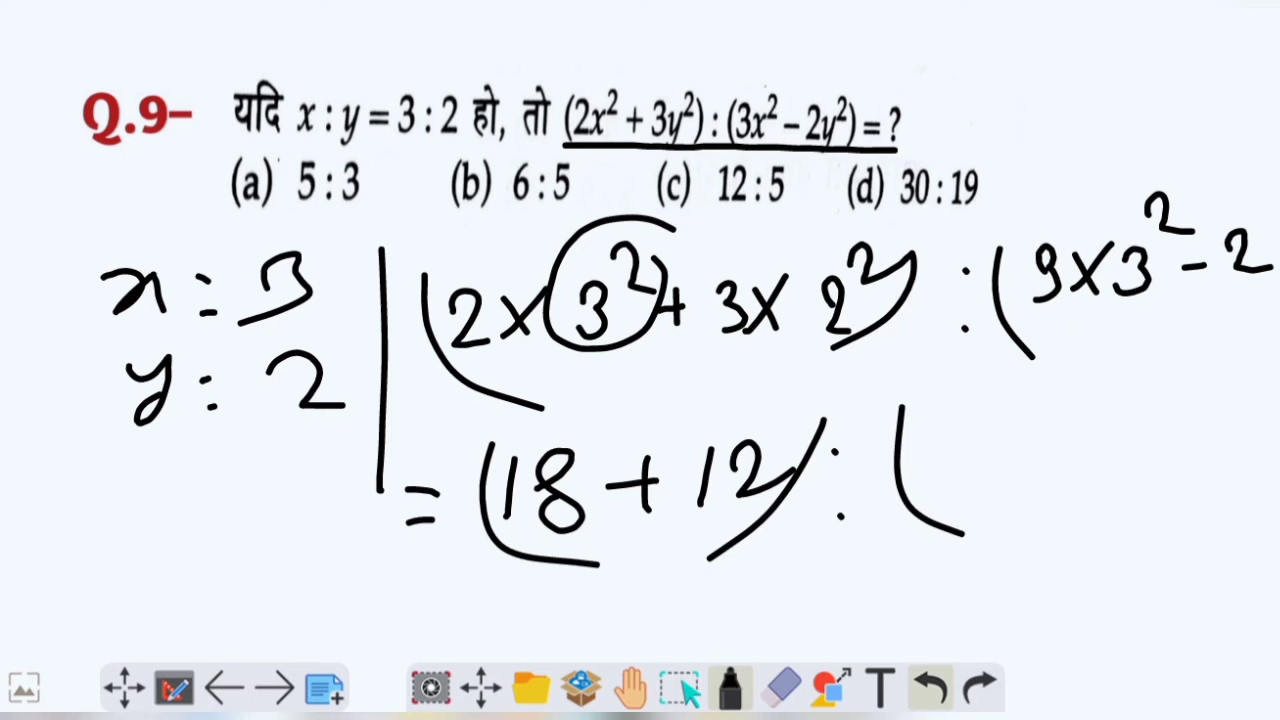 Q.9- यदि x : y = 3 : 2 हो, तो (2x² + 3y²) : (3x² - 2y²) = ?
(a) 5 : 3 (b) 6 : 5 (c) 12 : 5 (d) 30 : 19
x = 3
y = 2
(2 × 3² + 3 × 2²) : (3 × 3² - 2
= (18 + 12) : (
T